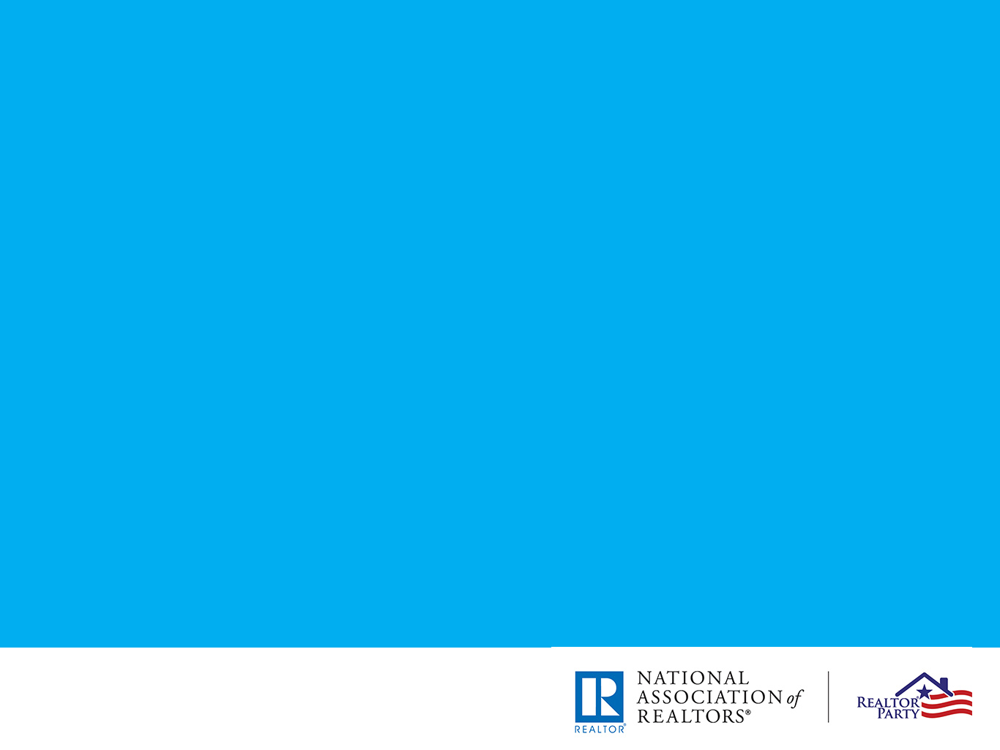 NATIONAL
ASSOCIATION of
REALTORS®
REALTOR®
REALTOR®
PARTY